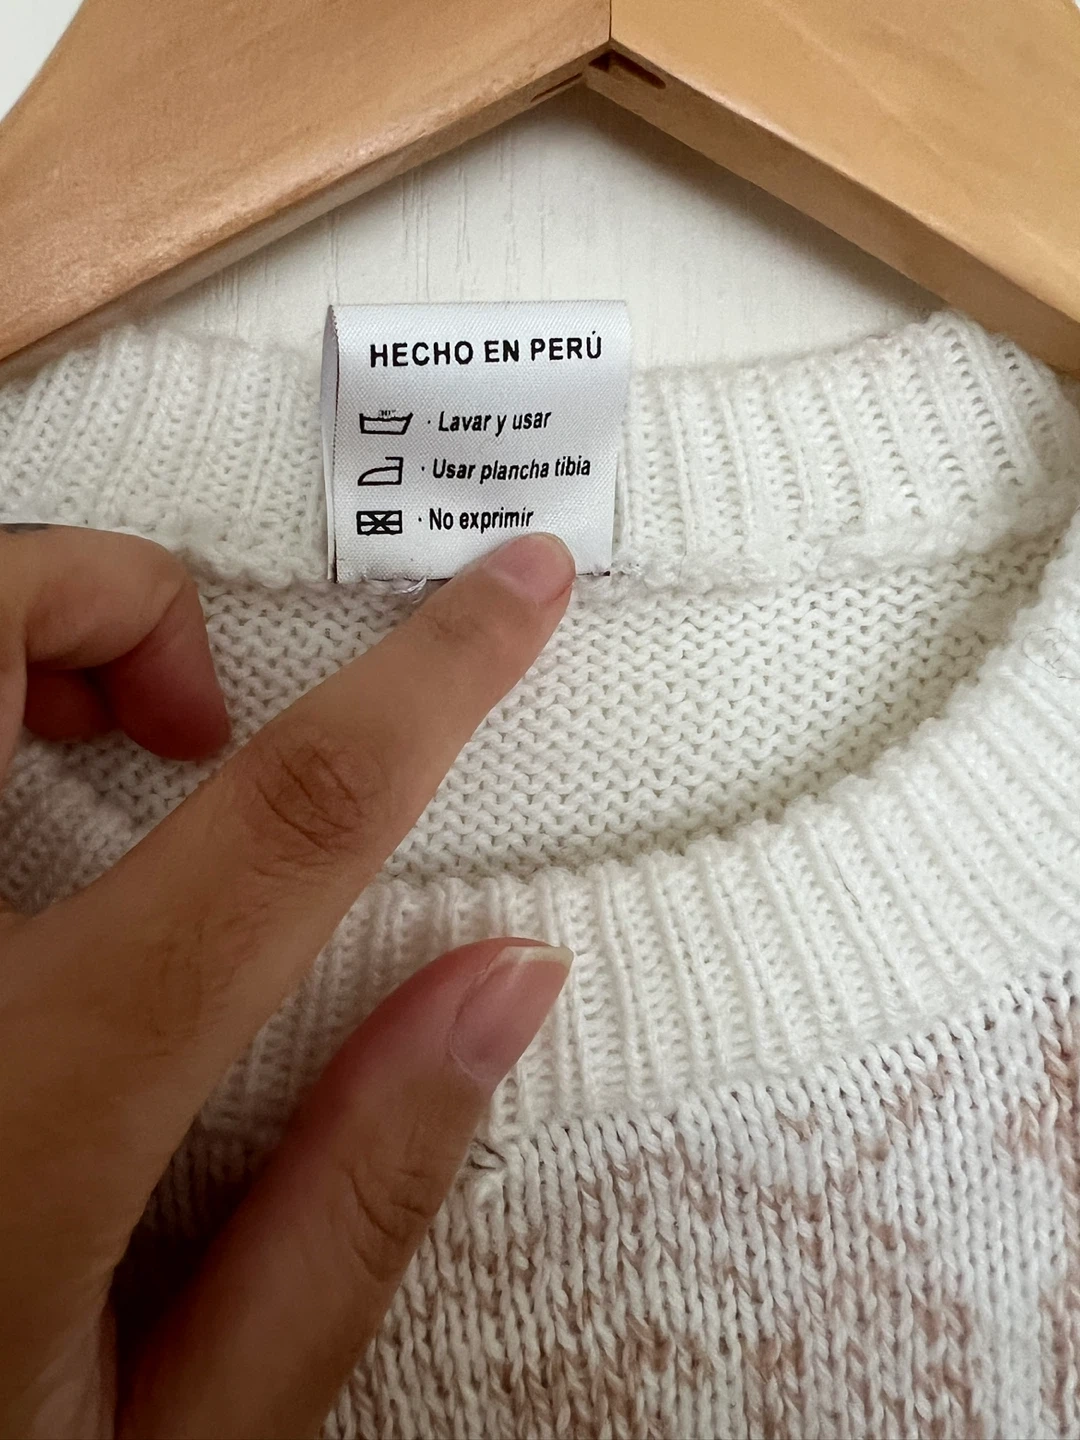 HECHO EN PERÚ
· Lavar y usar
· Usar plancha tibia
· No exprimir